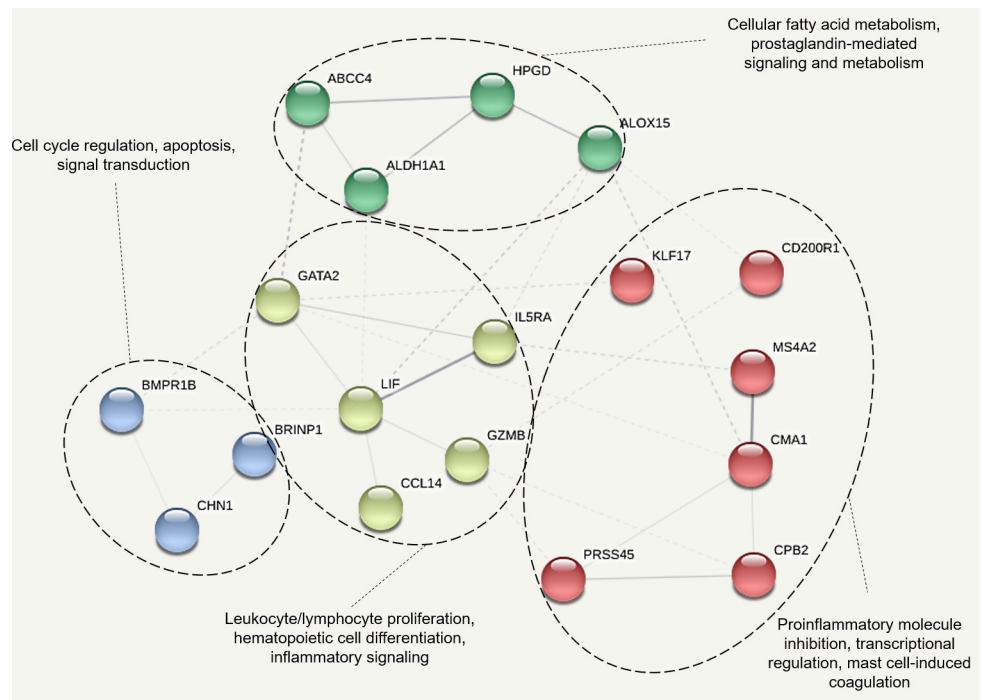 Cellular fatty acid metabolism,
prostaglandin-mediated
signaling and metabolism
HPGD
ABCC4
ALOX15
Cell cycle regulation, apoptosis,
signal transduction
ALDH1A1
KLF17
CD200R1
GATA2
IL5RA
MS4A2
BMPR1B
LIF
BRINP1
GZMB
CMA1
CCL14
CHN1
PRSS45
CPB2
Leukocyte/lymphocyte proliferation,
hematopoietic cell differentiation,
inflammatory signaling
Proinflammatory molecule
inhibition, transcriptional
regulation, mast cell-induced
coagulation